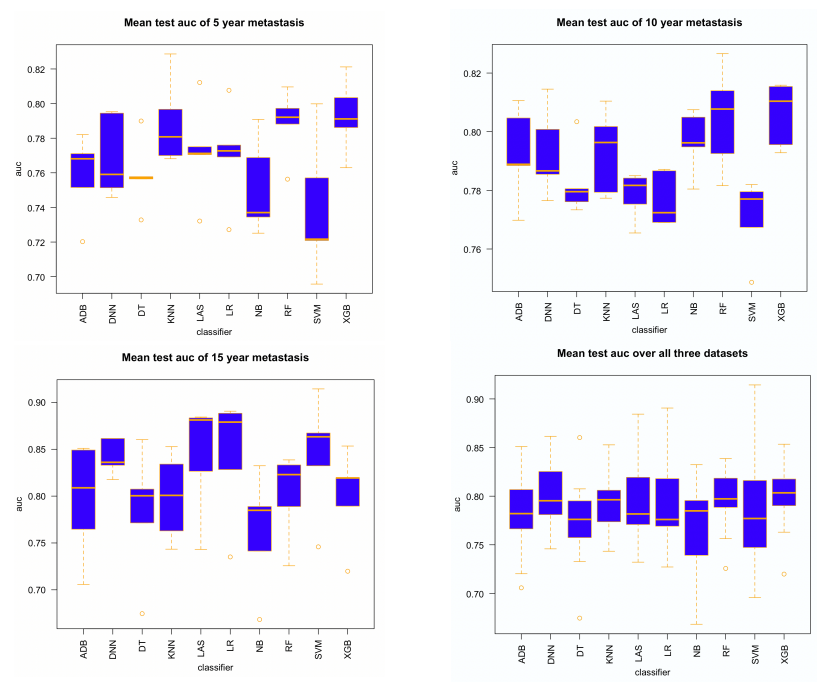 Mean test auc of 5 year metastasis
auc
0.82
0.80
0.78
0.76
0.74
0.72
0.70
ADB DNN DT KNN LAS LR NB RF SVM XGB
classifier
Mean test auc of 10 year metastasis
auc
0.82
0.80
0.78
0.76
ADB DNN DT KNN LAS LR NB RF SVM XGB
classifier
Mean test auc of 15 year metastasis
auc
0.90
0.85
0.80
0.75
0.70
ADB DNN DT KNN LAS LR NB RF SVM XGB
classifier
Mean test auc over all three datasets
auc
0.90
0.85
0.80
0.75
0.70
ADB DNN DT KNN LAS LR NB RF SVM XGB
classifier